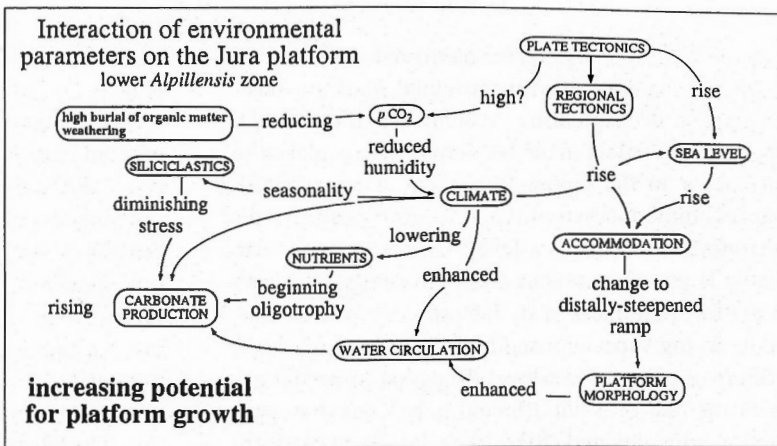 Interaction of environmental
parameters on the Jura platform
lower Alpillensis zone
PLATE TECTONICS
high burial of organic matter
weathering
reducing
pCO2
high?
REGIONAL
TECTONICS
rise
reduced
humidity
SILICICLASTICS
seasonality
CLIMATE
rise
SEA LEVEL
rise
diminishing
stress
lowering
NUTRIENTS
enhanced
ACCOMMODATION
beginning
oligotrophy
rising
CARBONATE
PRODUCTION
change to
distally-steepened
ramp
WATER CIRCULATION
enhanced
PLATFORM
MORPHOLOGY
increasing potential
for platform growth